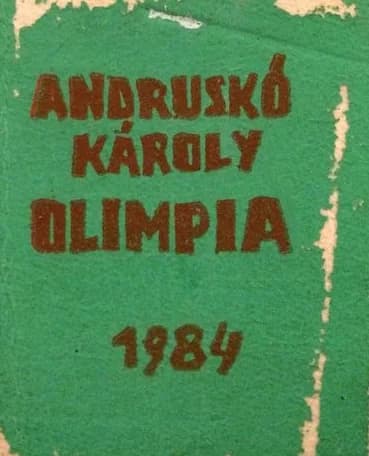 ANDRUSKÓ
KÁROLY
OLIMPIA
1984